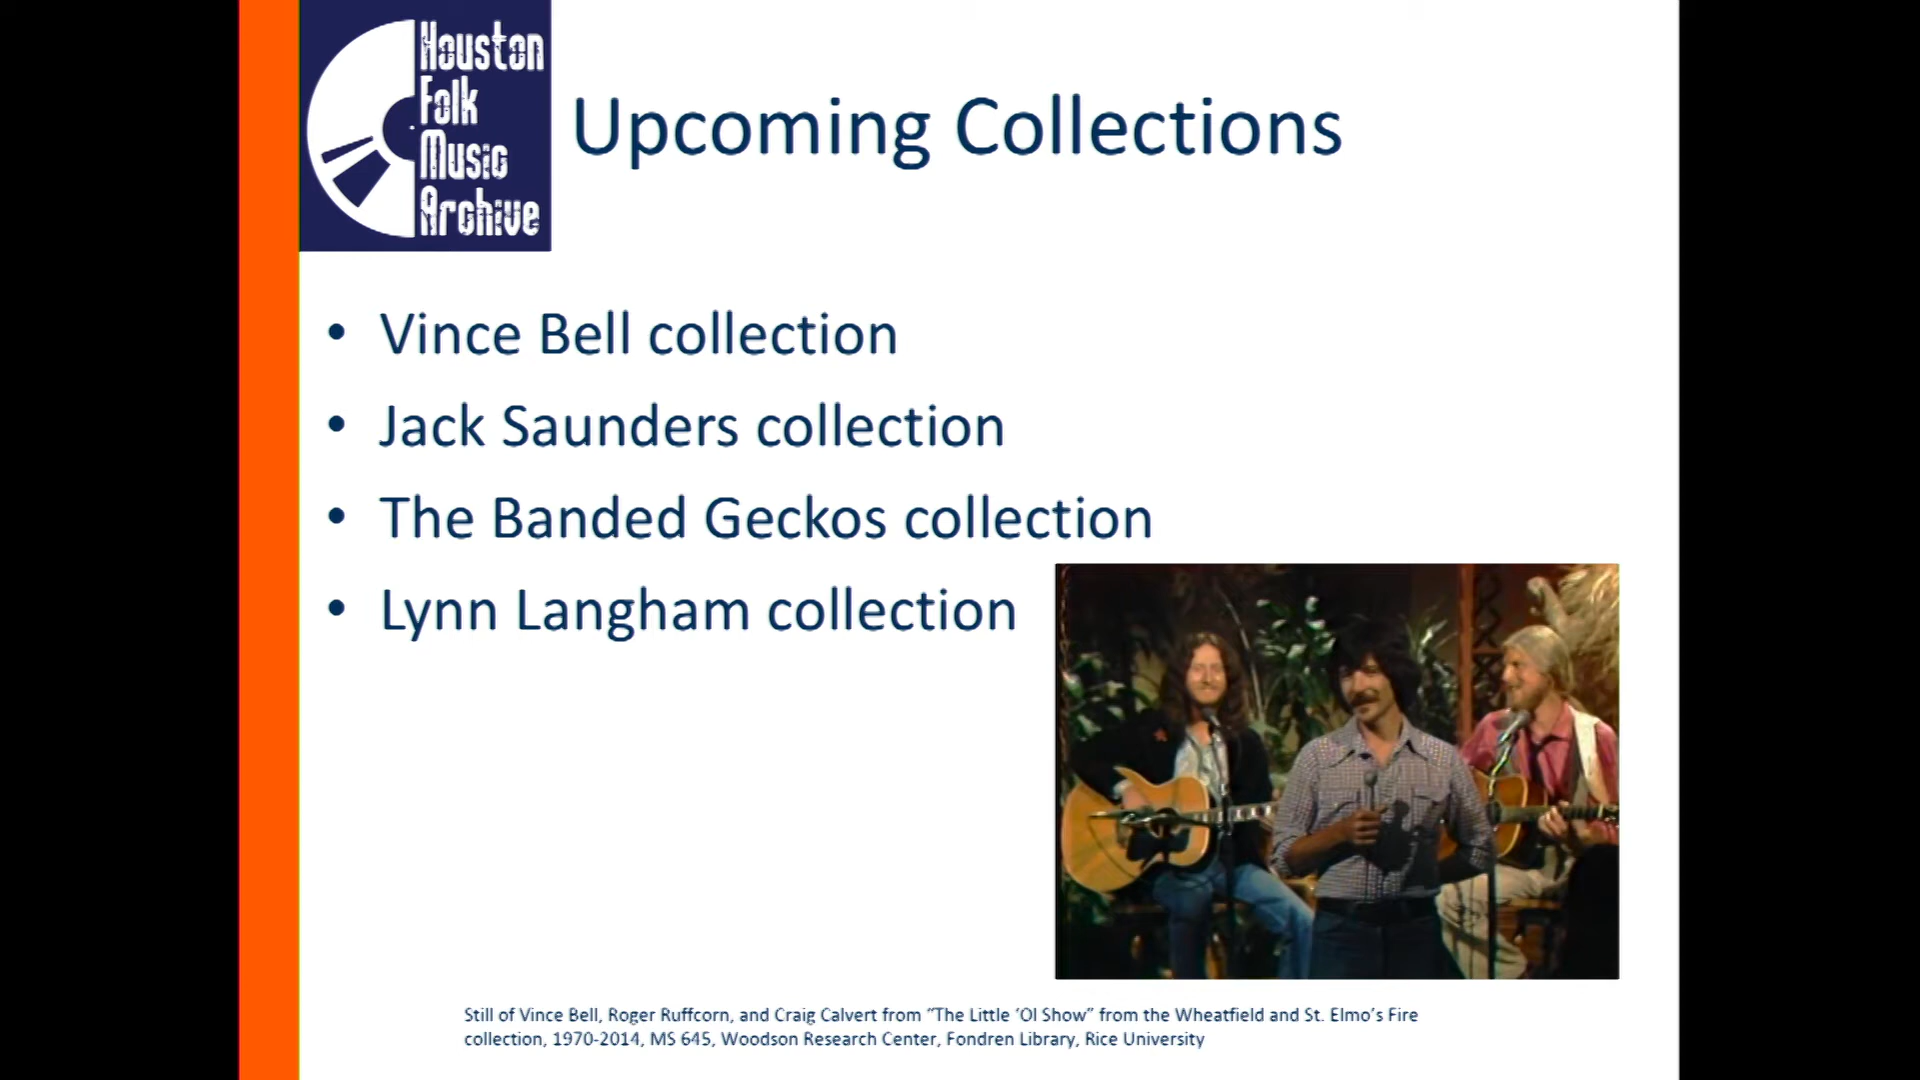 Houston
Folk
Music
Archive
Upcoming Collections
• Vince Bell collection
• Jack Saunders collection
• The Banded Geckos collection
• Lynn Langham collection
Still of Vince Bell, Roger Ruffcorn, and Craig Calvert from “The Little ‘Ol Show” from the Wheatfield and St. Elmo’s Fire
collection, 1970-2014, MS 645, Woodson Research Center, Fondren Library, Rice University